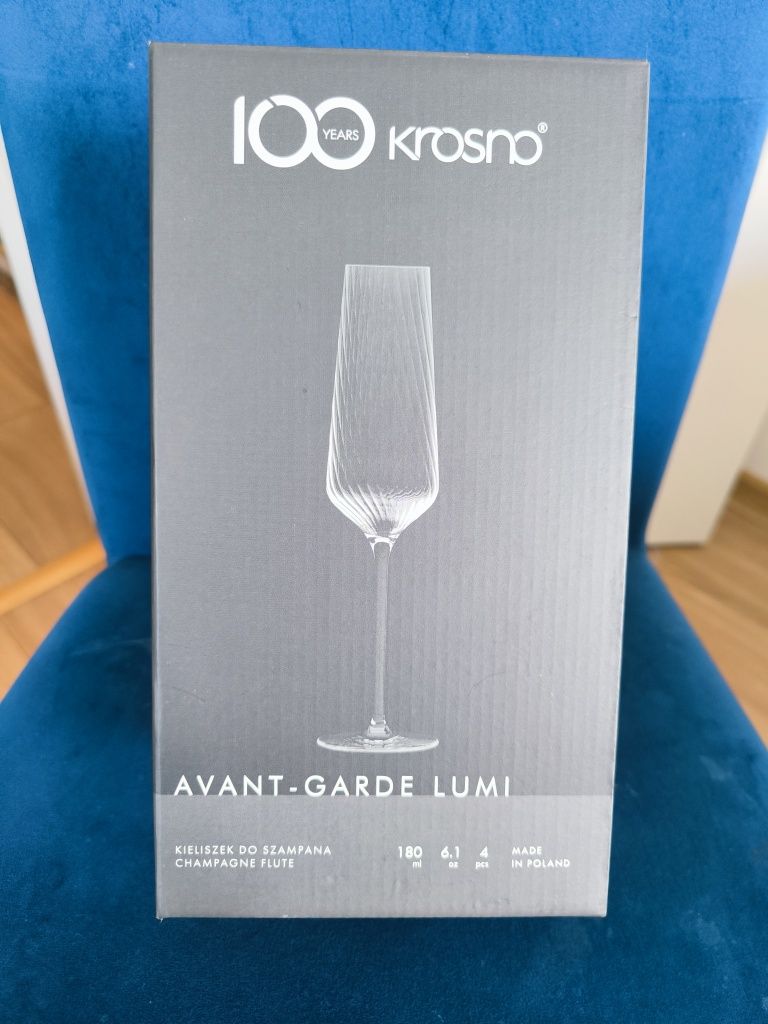 100 YEARS krosno®
AVANT-GARDE LUMI
KIELISZEK DO SZAMPANA
CHAMPAGNE FLUTE
180 ml 6.1 oz 4 pcs
MADE
IN POLAND